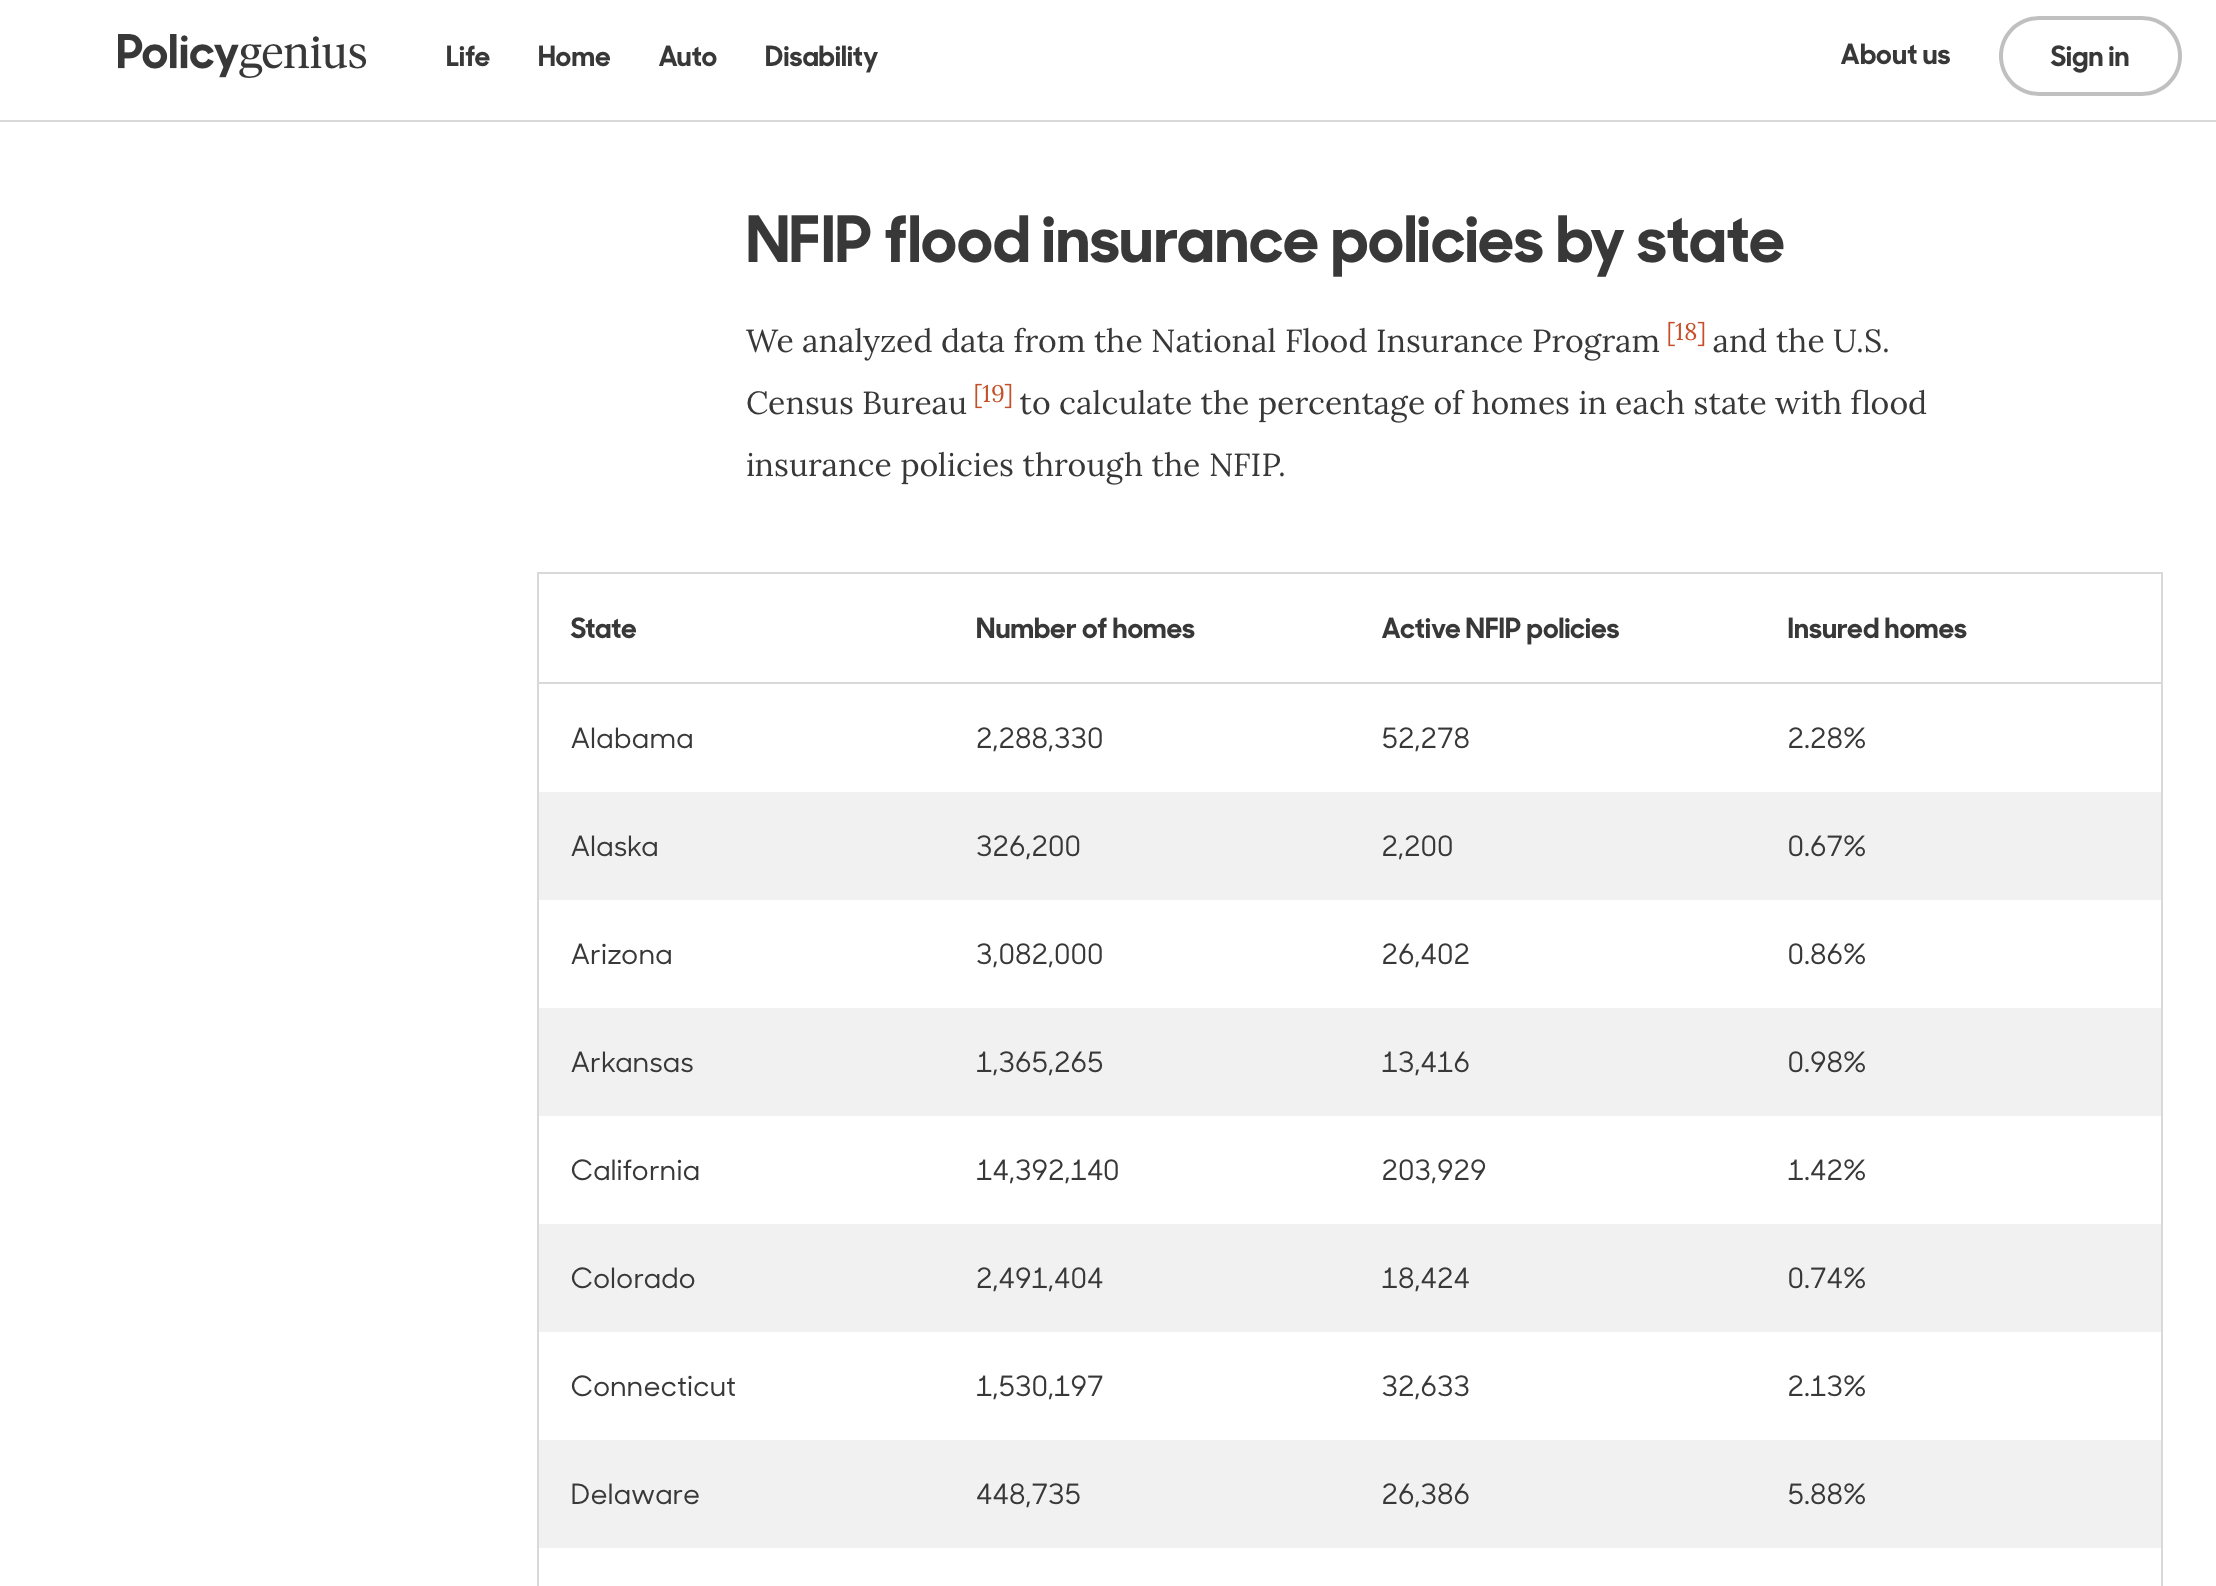 Policygenius Life Home Auto Disability About us Sign in
NFIP flood insurance policies by state
We analyzed data from the National Flood Insurance Program [18] and the U.S.
Census Bureau [19] to calculate the percentage of homes in each state with flood
insurance policies through the NFIP.
State Number of homes Active NFIP policies Insured homes
Alabama 2,288,330 52,278 2.28%
Alaska 326,200 2,200 0.67%
Arizona 3,082,000 26,402 0.86%
Arkansas 1,365,265 13,416 0.98%
California 14,392,140 203,929 1.42%
Colorado 2,491,404 18,424 0.74%
Connecticut 1,530,197 32,633 2.13%
Delaware 448,735 26,386 5.88%